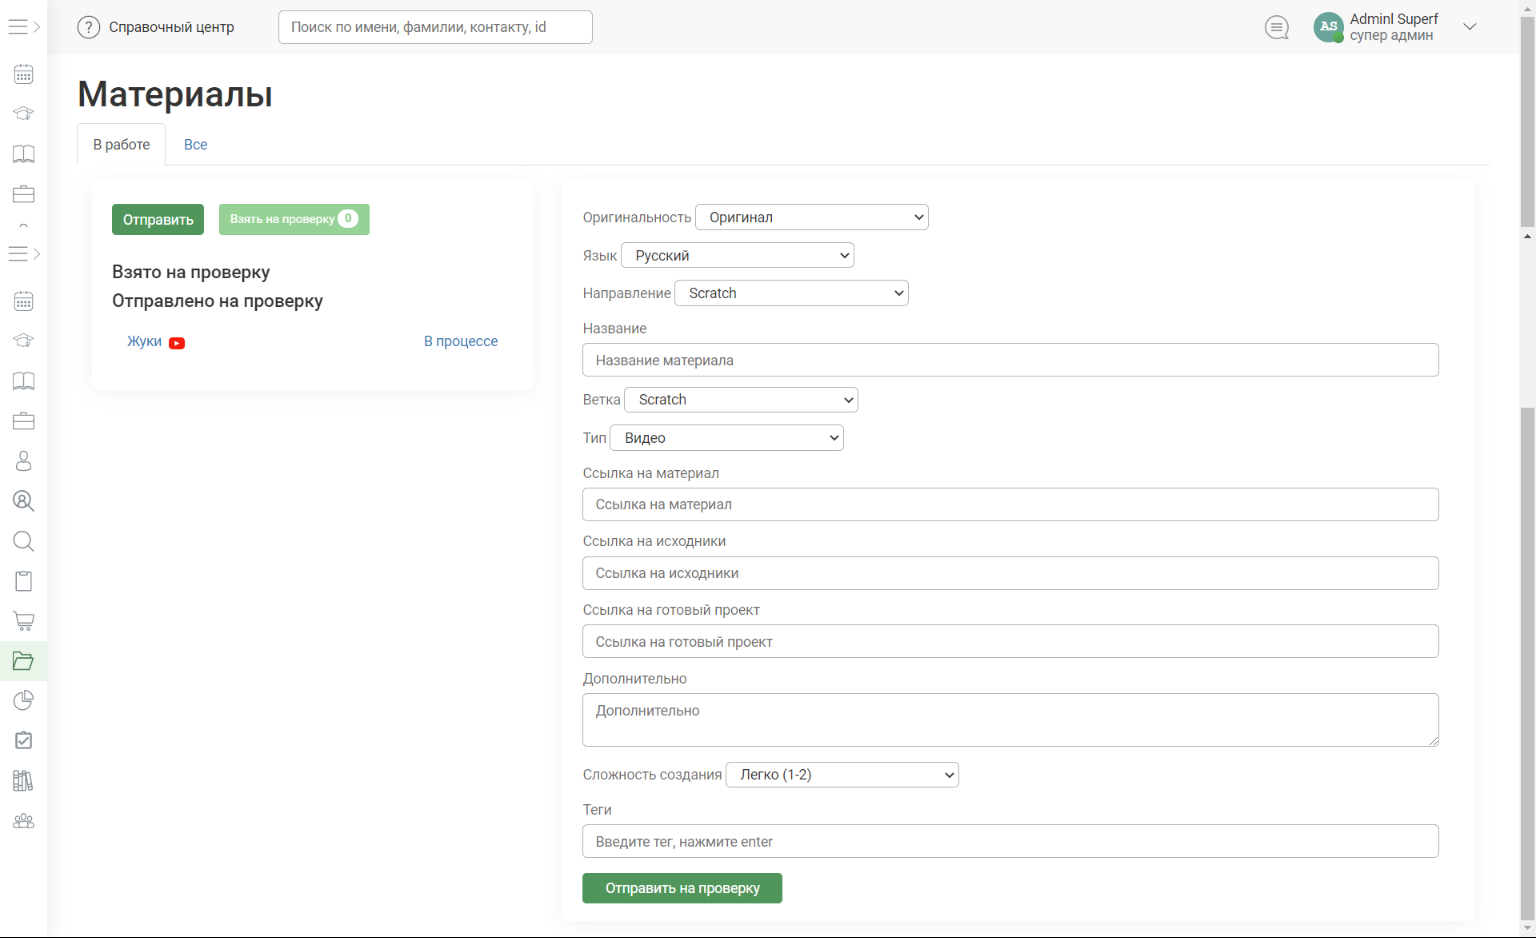 Справочный центр
Поиск по имени, фамилии, контакту, id
AS
Adminl Superf
супер админ
Материалы
В работе
Все
Отправить
Взять на проверку 0
Взято на проверку
Отправлено на проверку
Жуки
В процессе
Оригинальность Оригинал
Язык Русский
Направление Scratch
Название
Название материала
Ветка Scratch
Тип Видео
Ссылка на материал
Ссылка на материал
Ссылка на исходники
Ссылка на исходники
Ссылка на готовый проект
Ссылка на готовый проект
Дополнительно
Дополнительно
Сложность создания Легко (1-2)
Теги
Введите тег, нажмите enter
Отправить на проверку